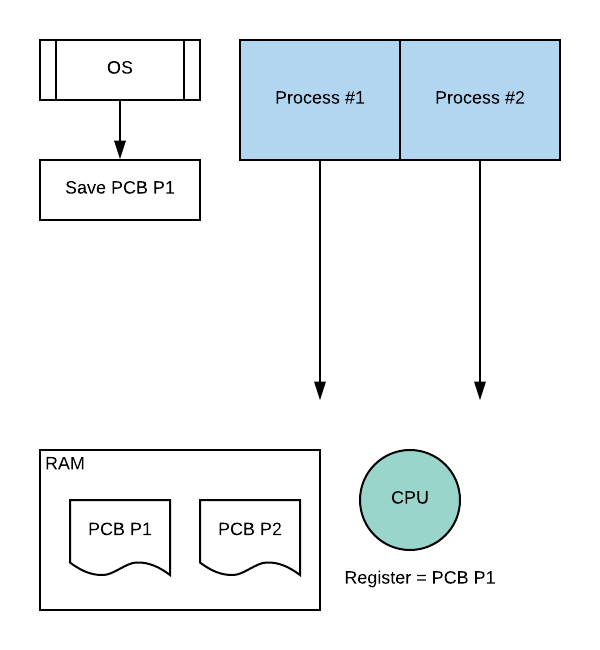 OS
Process #1
Process #2
Save PCB P1
RAM
PCB P1
PCB P2
CPU
Register = PCB P1